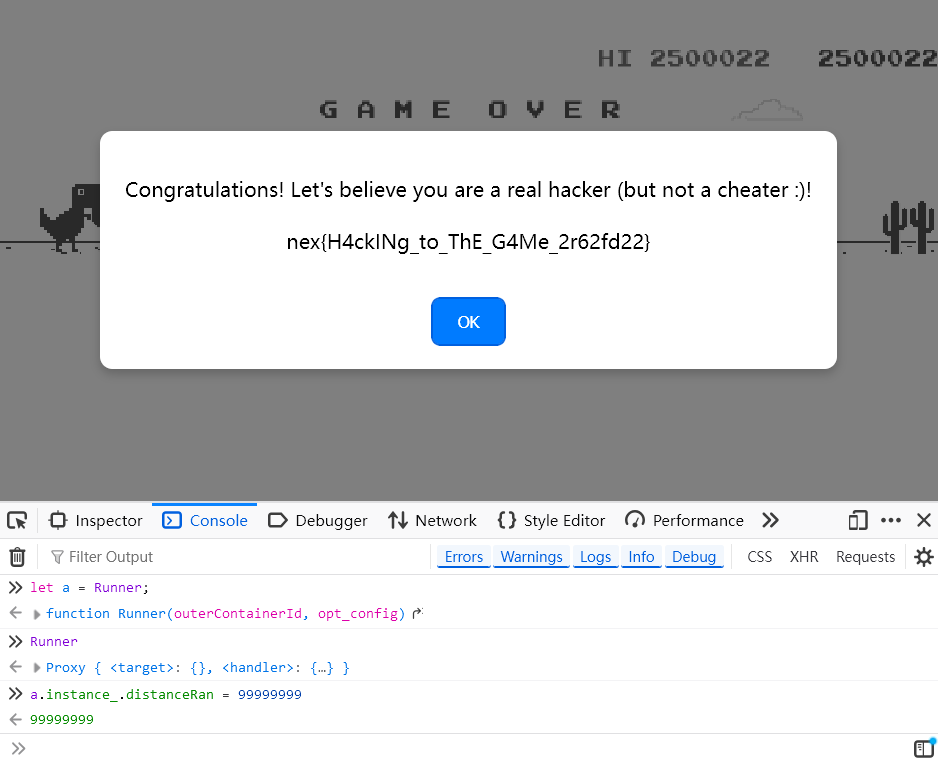 HI 2500022 2500022
GAME OVER
Congratulations! Let's believe you are a real hacker (but not a cheater :)!
nex{H4ckINg_to_ThE_G4Me_2r62fd22}
OK
Inspector Console Debugger Network {} Style Editor Performance
Filter Output Errors Warnings Logs Info Debug CSS XHR Requests
let a = Runner;
function Runner(outerContainerId, opt_config)
Runner
Proxy { <target>: {}, <handler>: {…} }
a.instance_.distanceRan = 99999999
99999999